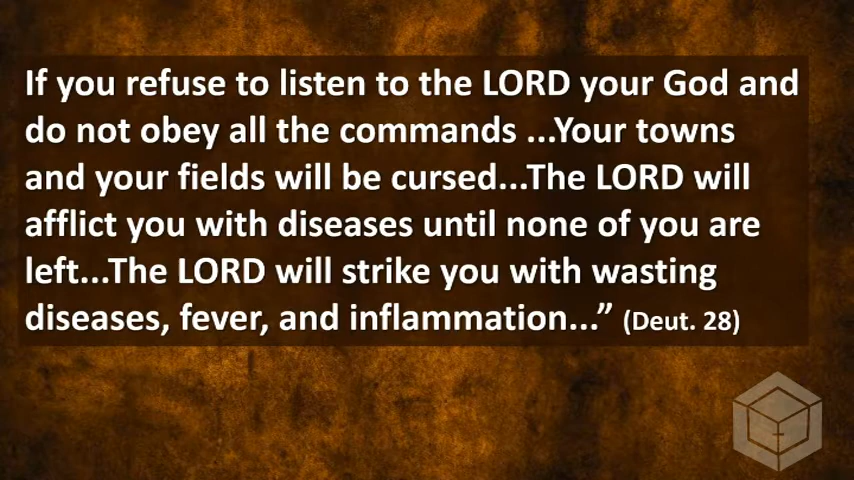 If you refuse to listen to the LORD your God and
do not obey all the commands ...Your towns
and your fields will be cursed...The LORD will
afflict you with diseases until none of you are
left...The LORD will strike you with wasting
diseases, fever, and inflammation...” (Deut. 28)